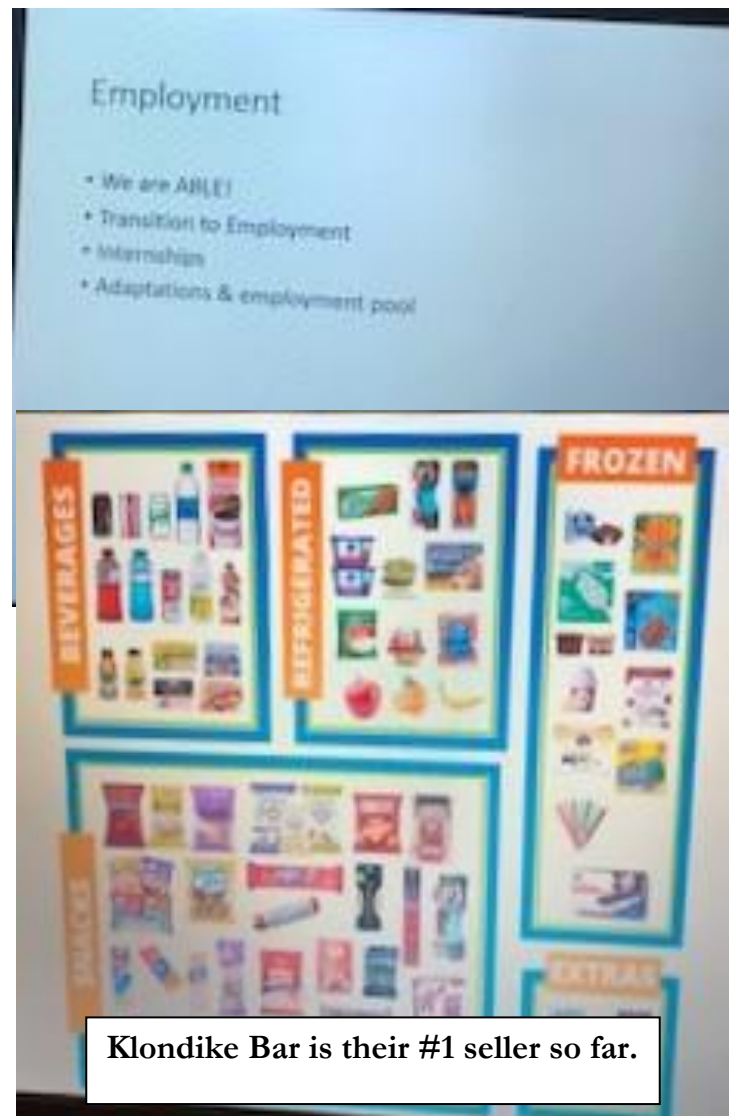 Employment
• We are ABLE!
• Transition to Employment
• Internships
• Adaptations & employment pool
BEVERAGES
REFRIGERATED
FROZEN
SNACKS
EXTRAS
Klondike Bar is their #1 seller so far.